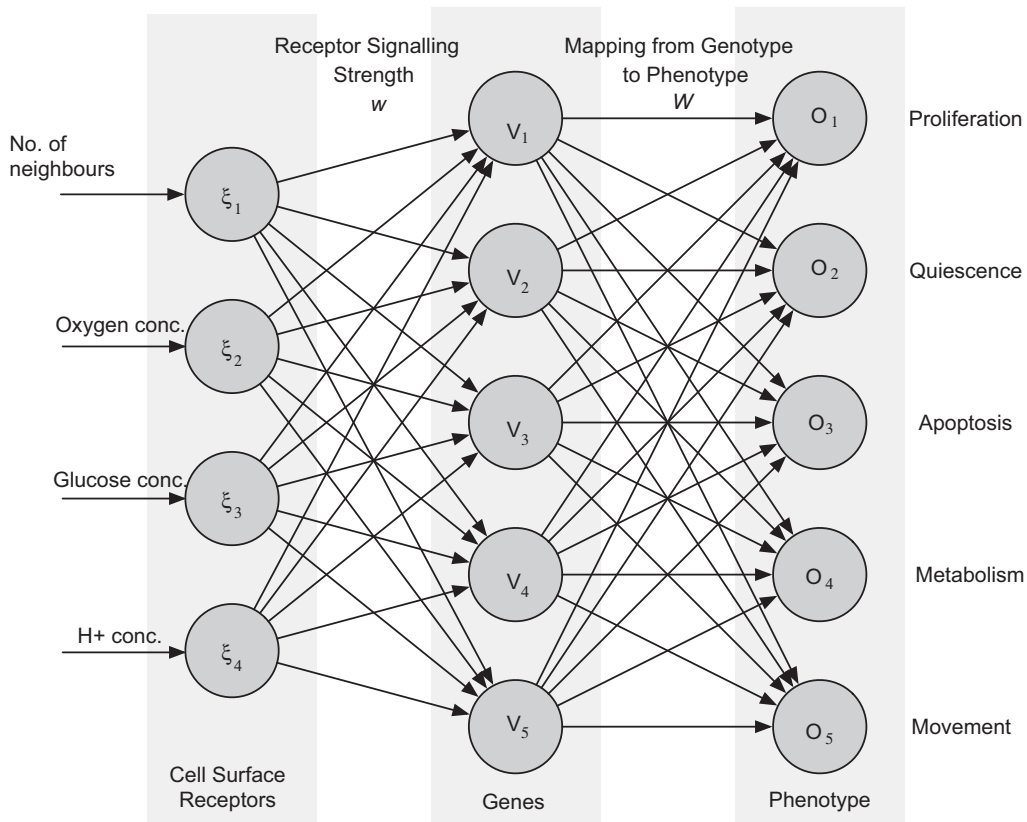 Receptor Signalling
Strength
w
Mapping from Genotype
to Phenotype
W
No. of
neighbours
Oxygen conc.
Glucose conc.
H+ conc.
ξ1
ξ2
ξ3
ξ4
V1
V2
V3
V4
V5
O1
O2
O3
O4
O5
Proliferation
Quiescence
Apoptosis
Metabolism
Movement
Cell Surface
Receptors
Genes
Phenotype